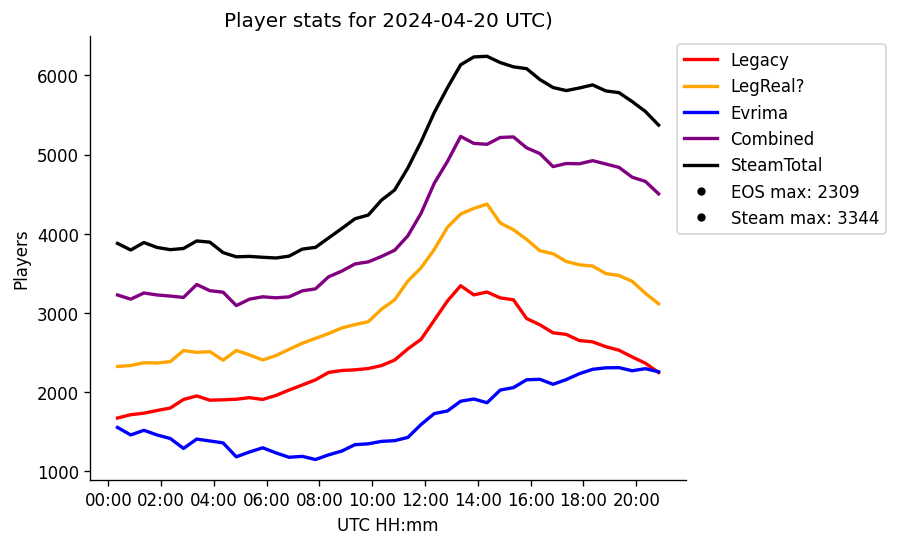 Player stats for 2024-04-20 UTC)
Legacy
LegReal?
Evrima
Combined
SteamTotal
EOS max: 2309
Steam max: 3344
Players
6000
5000
4000
3000
2000
1000
00:00 02:00 04:00 06:00 08:00 10:00 12:00 14:00 16:00 18:00 20:00
UTC HH:mm